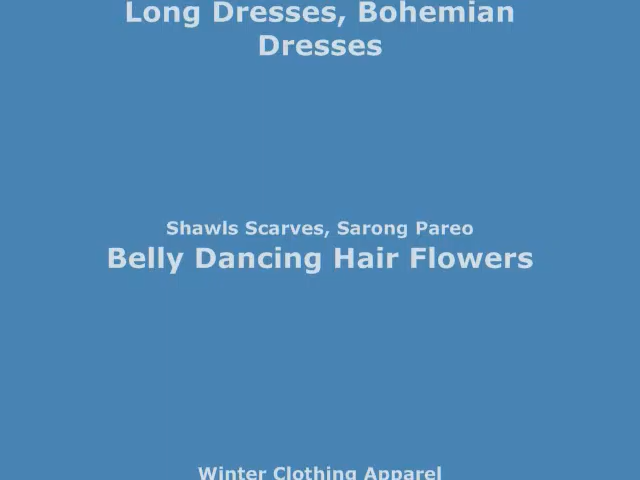 Long Dresses, Bohemian
Dresses
Shawls Scarves, Sarong Pareo
Belly Dancing Hair Flowers
Winter Clothing Apparel